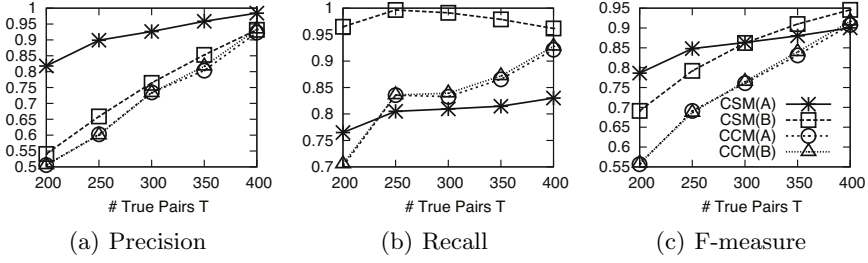 1
0.95
0.9
0.85
0.8
0.75
0.7
0.65
0.6
0.55
0.5
200 250 300 350 400
# True Pairs T
(a) Precision
1
0.95
0.9
0.85
0.8
0.75
0.7
200 250 300 350 400
# True Pairs T
(b) Recall
0.95
0.9
0.85
0.8
0.75
0.7
0.65
0.6
0.55
CSM(A)
CSM(B)
CCM(A)
CCM(B)
200 250 300 350 400
# True Pairs T
(c) F-measure